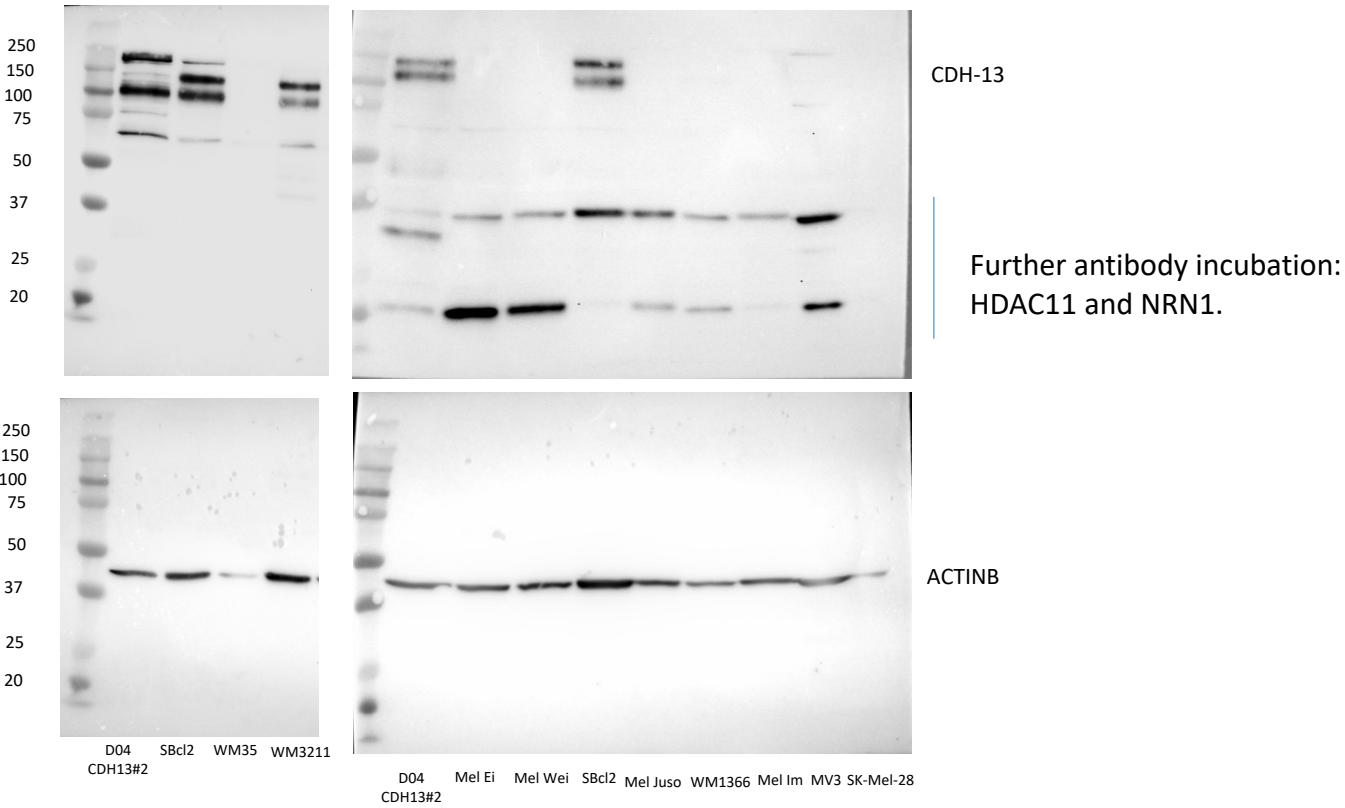 250
150
100
75
50
37
25
20
CDH-13
Further antibody incubation:
HDAC11 and NRN1.
250
150
100
75
50
37
25
20
ACTINB
D04
CDH13#2
SBcl2
WM35
WM3211
D04
CDH13#2
Mel Ei
Mel Wei
SBcl2
Mel Juso
WM1366
Mel Im
MV3
SK-Mel-28